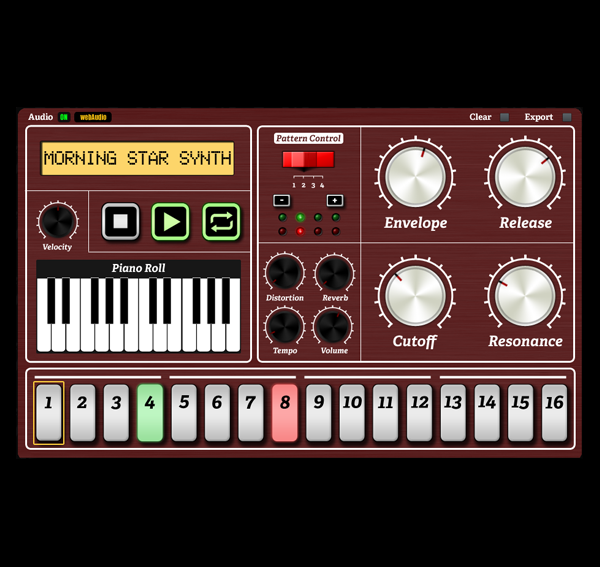 Audio ON webAudio Clear Export
MORNING STAR SYNTH
Pattern Control
1 2 3 4
- +
Velocity
Envelope Release
Piano Roll
Distortion Reverb
Tempo Volume
Cutoff Resonance
1 2 3 4 5 6 7 8 9 10 11 12 13 14 15 16